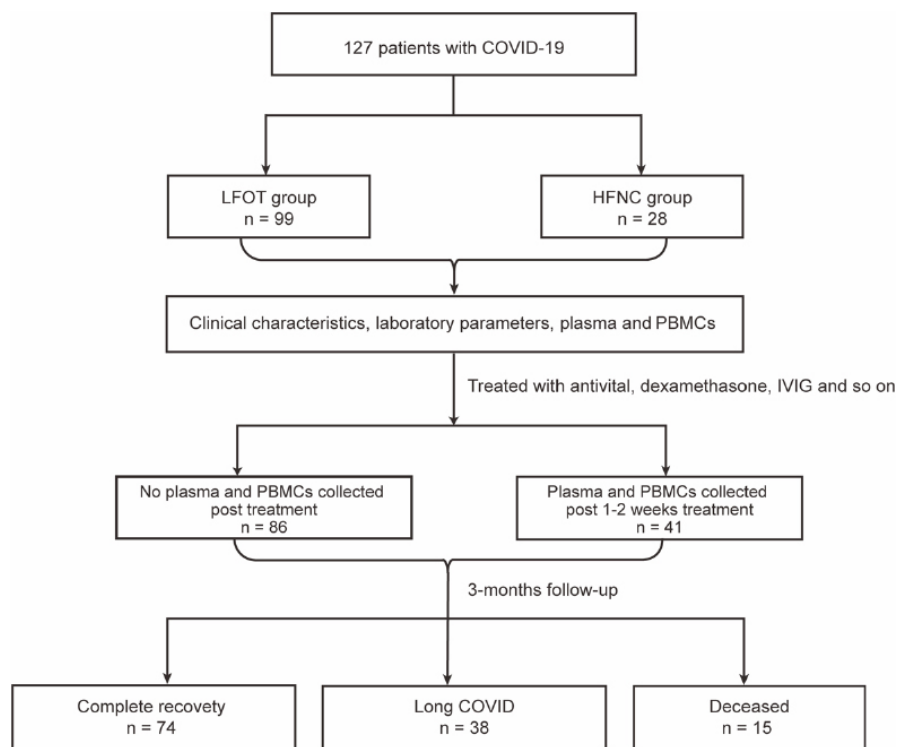 127 patients with COVID-19
LFOT group
n = 99
HFNC group
n = 28
Clinical characteristics, laboratory parameters, plasma and PBMCs
Treated with antivital, dexamethasone, IVIG and so on
No plasma and PBMCs collected
post treatment
n = 86
Plasma and PBMCs collected
post 1-2 weeks treatment
n = 41
3-months follow-up
Complete recovety
n = 74
Long COVID
n = 38
Deceased
n = 15